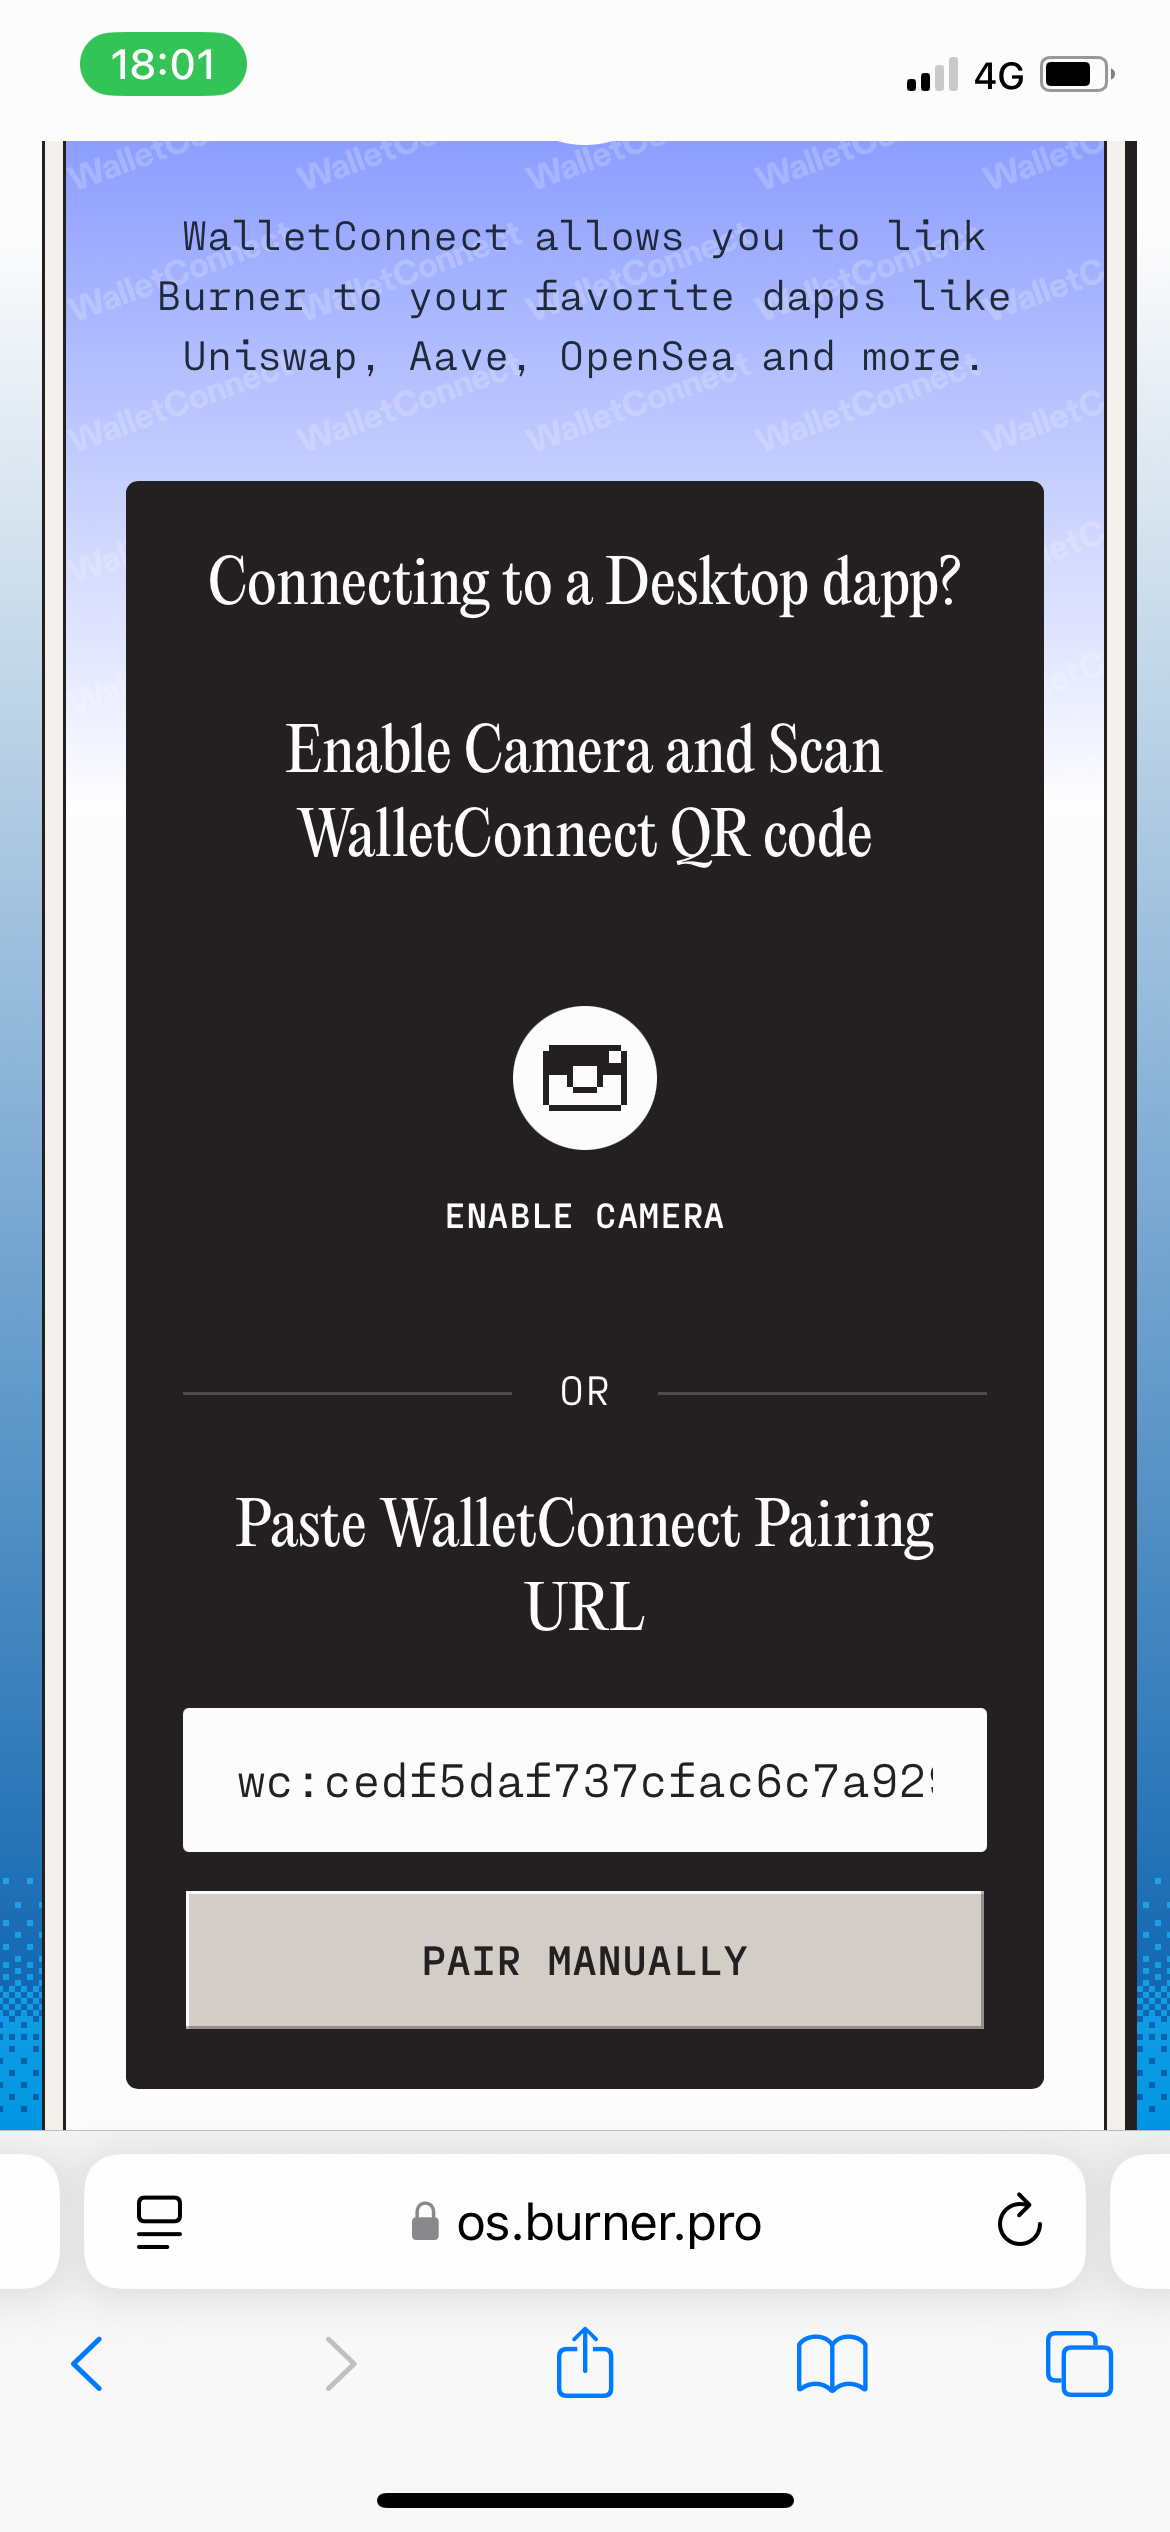 18:01
4G
WalletConnect allows you to link
Burner to your favorite dapps like
Uniswap, Aave, OpenSea and more.
Connecting to a Desktop dapp?
Enable Camera and Scan
WalletConnect QR code
ENABLE CAMERA
OR
Paste WalletConnect Pairing
URL
wc:cedf5daf737cfac6c7a929
PAIR MANUALLY
os.burner.pro